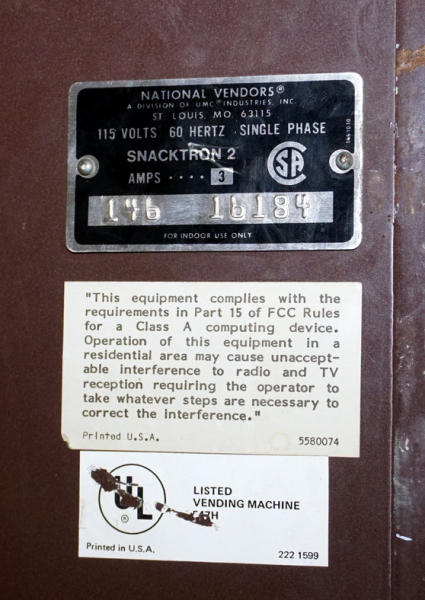 NATIONAL VENDORS®
A DIVISION OF UMC® INDUSTRIES, INC.
ST. LOUIS, MO. 63115
115 VOLTS 60 HERTZ · SINGLE PHASE
SNACKTRON 2
AMPS · · · · 3
SA
146 16184
FOR INDOOR USE ONLY
"This equipment complies with the
requirements in Part 15 of FCC Rules
for a Class A computing device.
Operation of this equipment in a
residential area may cause unaccept-
able interference to radio and TV
reception requiring the operator to
take whatever steps are necessary to
correct the interference."
Printed U.S.A. 5580074
UL
®
LISTED
VENDING MACHINE
Printed in U.S.A. 222 1599